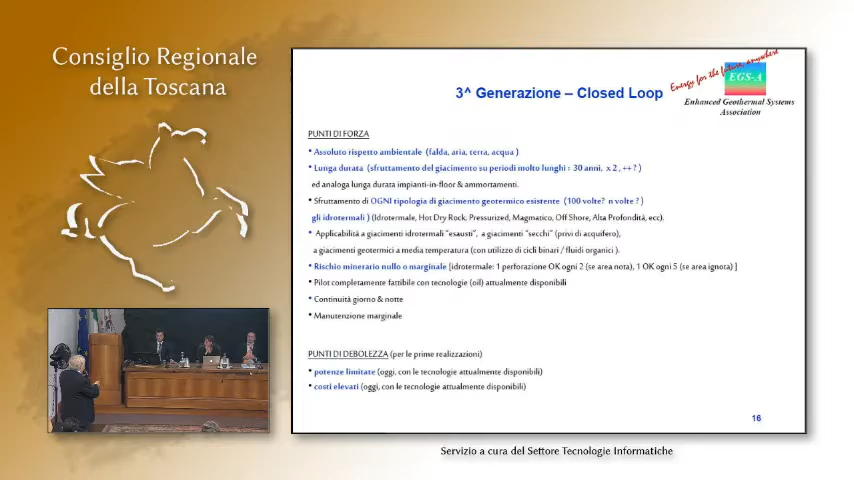 Consiglio Regionale
della Toscana
Energy for the future, anywhere
EGS-A
Enhanced Geothermal Systems
Association
3^ Generazione – Closed Loop
PUNTI DI FORZA
• Assoluto rispetto ambientale (falda, aria, terra, acqua )
• Lunga durata (sfruttamento del giacimento su periodi molto lunghi : 30 anni, x 2 , ++ ? )
ed analoga lunga durata impianti-in-floor & ammortamenti.
• Sfruttamento di OGNI tipologia di giacimento geotermico esistente (100 volte? n volte ? )
gli idrotermali ) (Idrotermale, Hot Dry Rock, Pressurized, Magmatico, Off Shore, Alta Profondità, ecc).
• Applicabilità a giacimenti idrotermali "esausti", a giacimenti "secchi" (privi di acquifero),
a giacimenti geotermici a media temperatura (con utilizzo di cicli binari / fluidi organici ).
• Rischio minerario nullo o marginale [idrotermale: 1 perforazione OK ogni 2 (se area nota), 1 OK ogni 5 (se area ignota) ]
• Pilot completamente fattibile con tecnologie (oil) attualmente disponibili
• Continuità giorno & notte
• Manutenzione marginale
PUNTI DI DEBOLEZZA (per le prime realizzazioni)
• potenze limitate (oggi, con le tecnologie attualmente disponibili)
• costi elevati (oggi, con le tecnologie attualmente disponibili)
16
Servizio a cura del Settore Tecnologie Informatiche